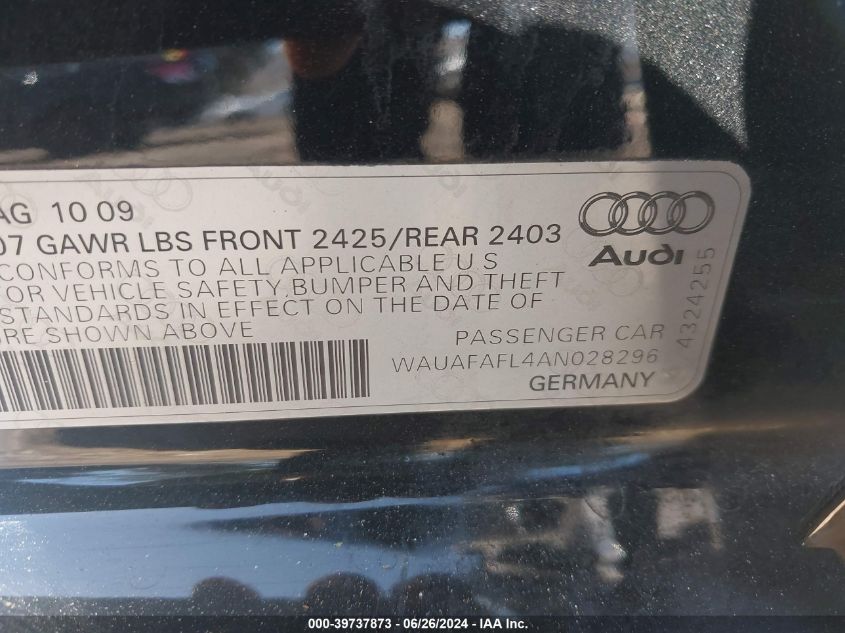 AG 10 09
07 GAWR LBS FRONT 2425/REAR 2403
CONFORMS TO ALL APPLICABLE U S
FOR VEHICLE SAFETY,BUMPER AND THEFT
STANDARDS IN EFFECT ON THE DATE OF
URE SHOWN ABOVE
PASSENGER CAR
WAUAFAFL4AN028296
GERMANY
Audi
4324255
000-39737873 - 06/26/2024 - IAA Inc.